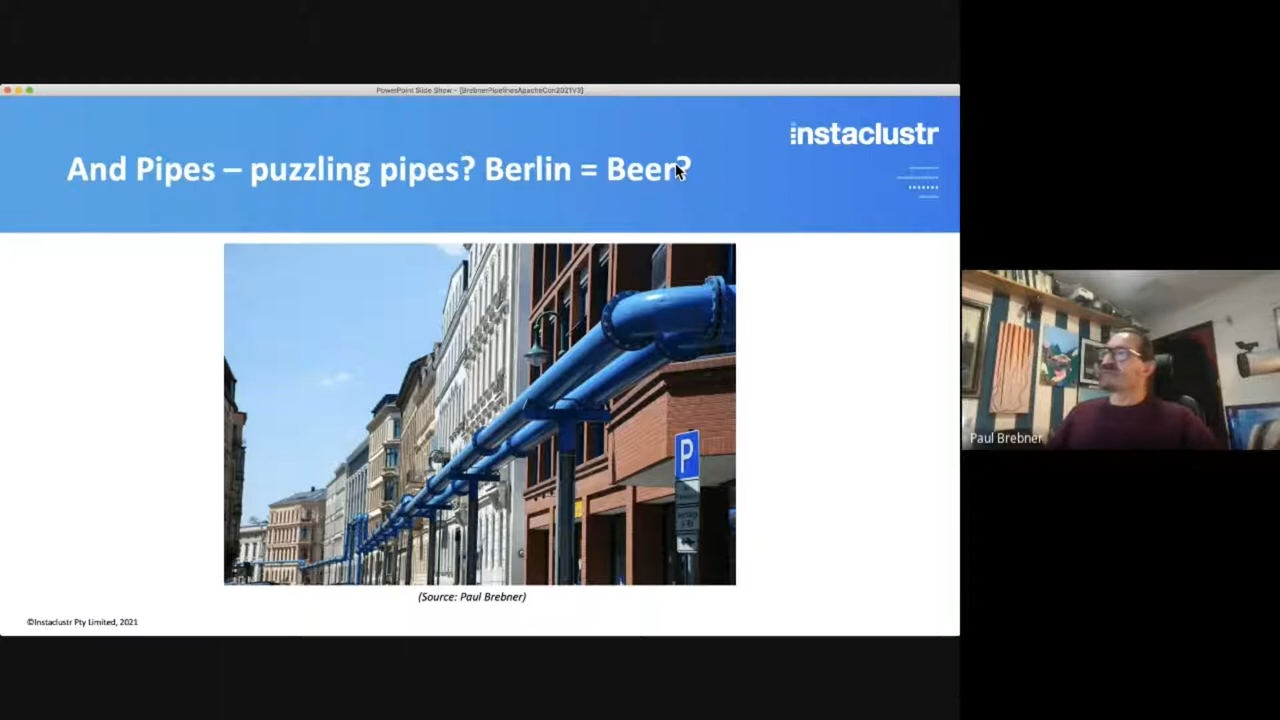 PowerPoint Slide Show - [BrebnerPipelinesApacheCon2021V3]
instaclustr
And Pipes – puzzling pipes? Berlin = Beer?
P
(Source: Paul Brebner)
©Instaclustr Pty Limited, 2021
Paul Brebner